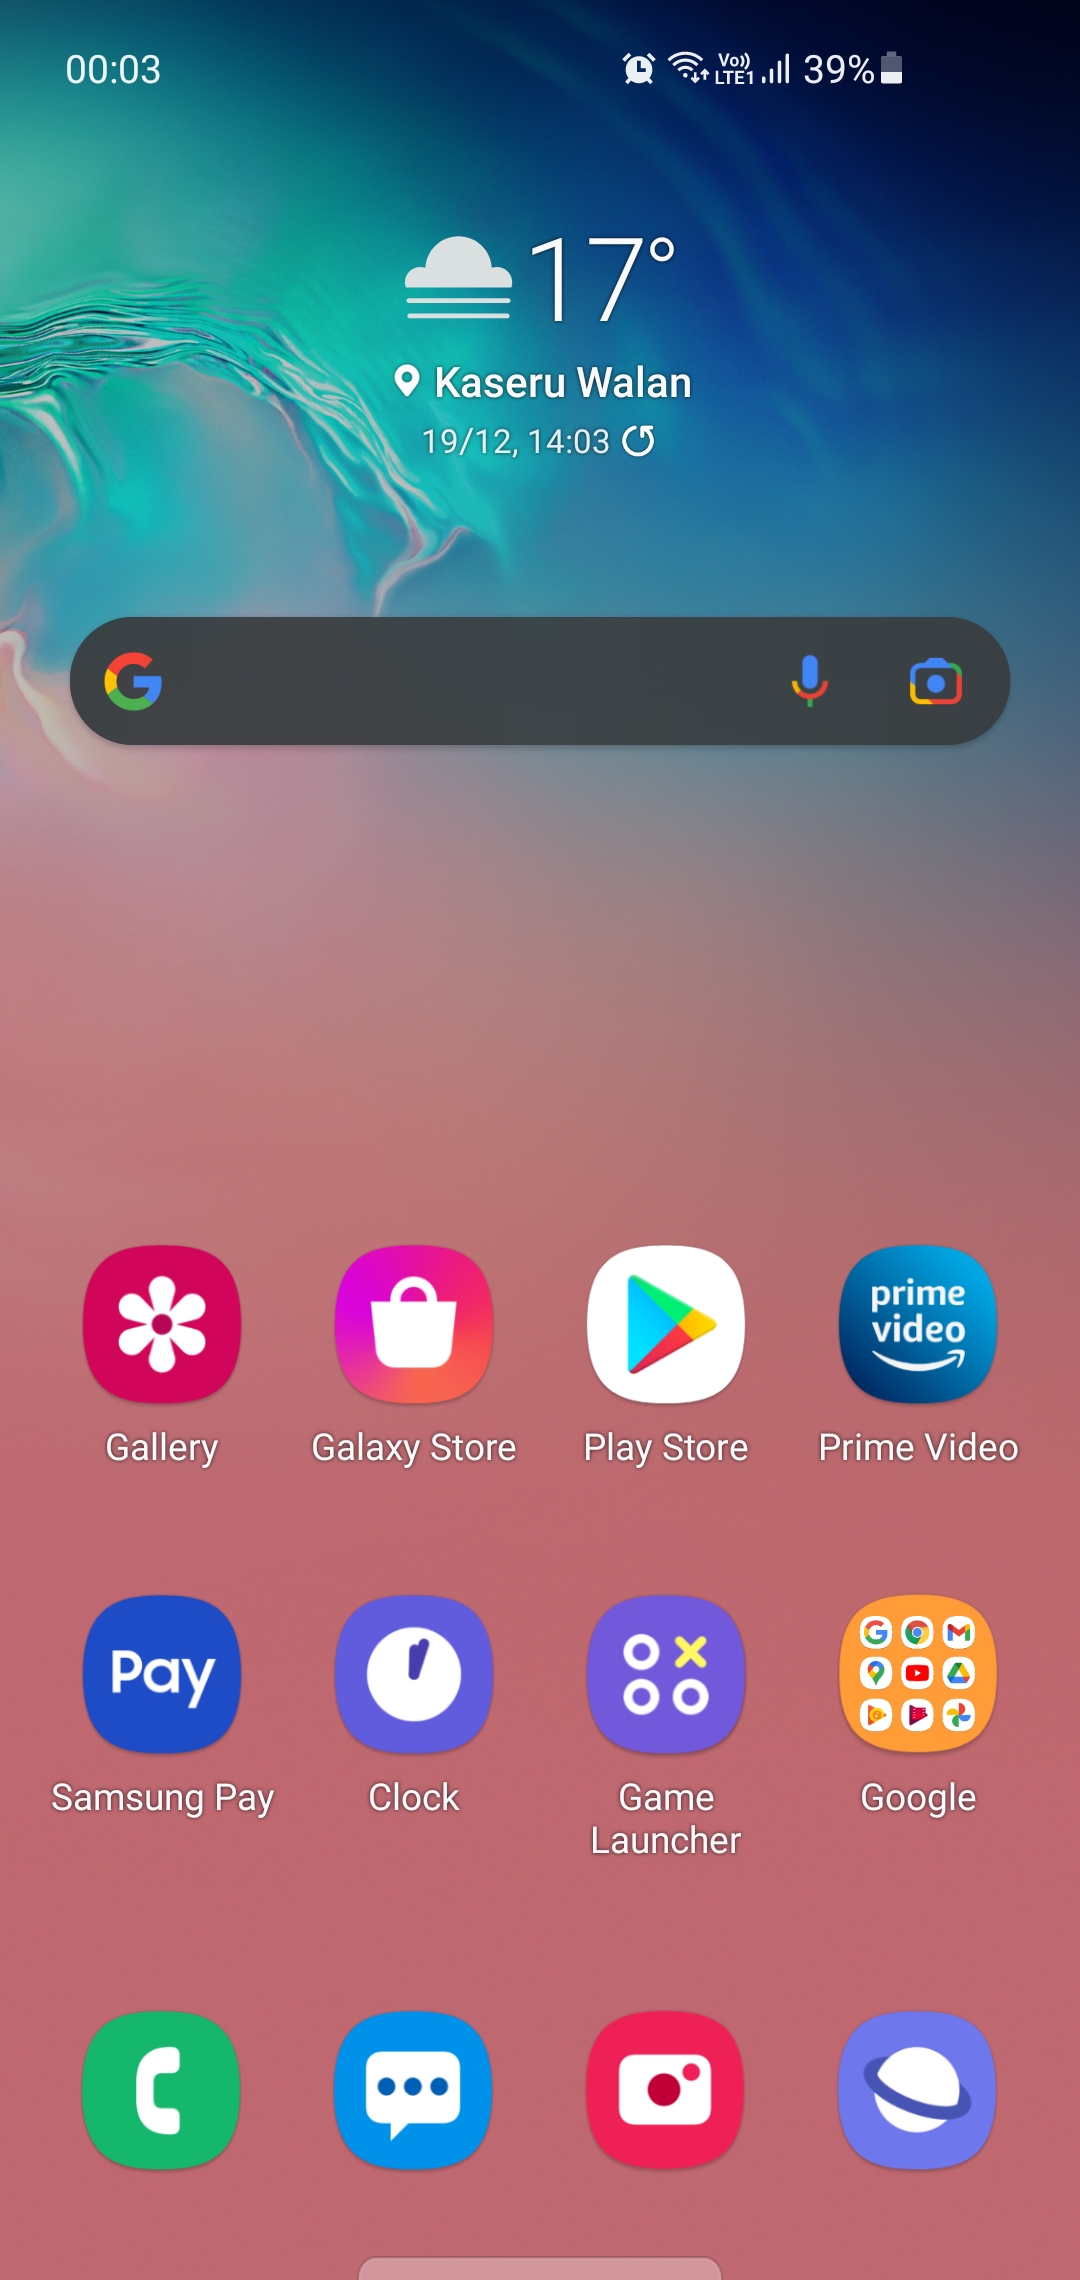 00:03
Vo)) LTE1 39%
17°
Kaseru Walan
19/12, 14:03
prime video
Gallery Galaxy Store Play Store Prime Video
Pay
Samsung Pay Clock Game Launcher Google